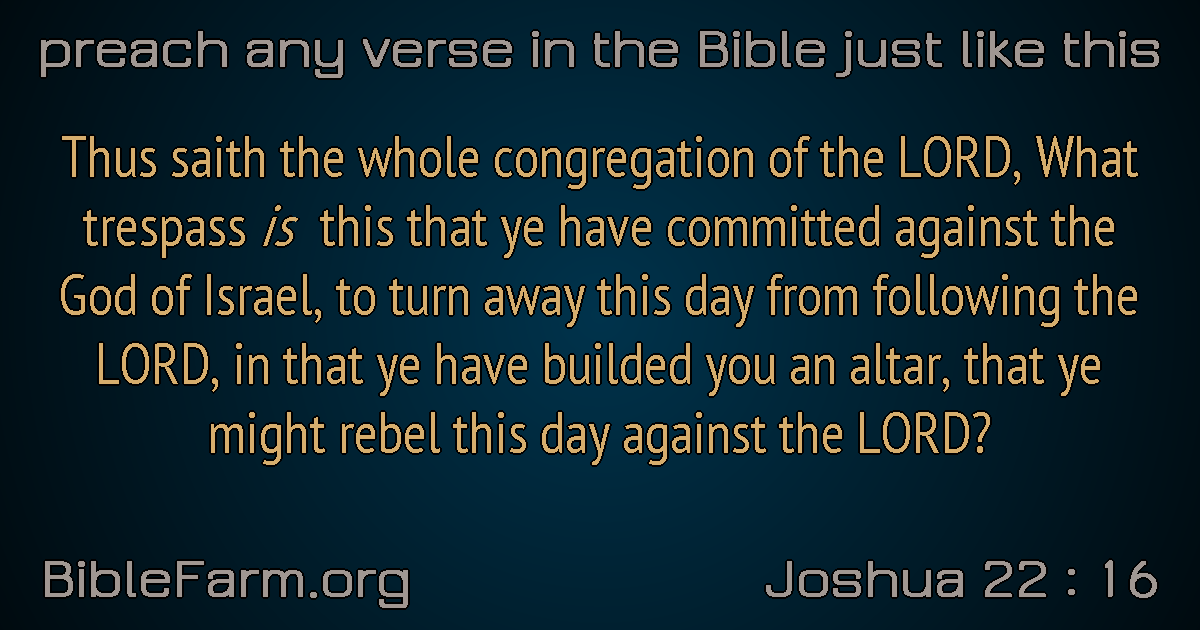 preach any verse in the Bible just like this
Thus saith the whole congregation of the LORD, What
trespass is this that ye have committed against the
God of Israel, to turn away this day from following the
LORD, in that ye have builded you an altar, that ye
might rebel this day against the LORD?
BibleFarm.org
Joshua 22 : 16